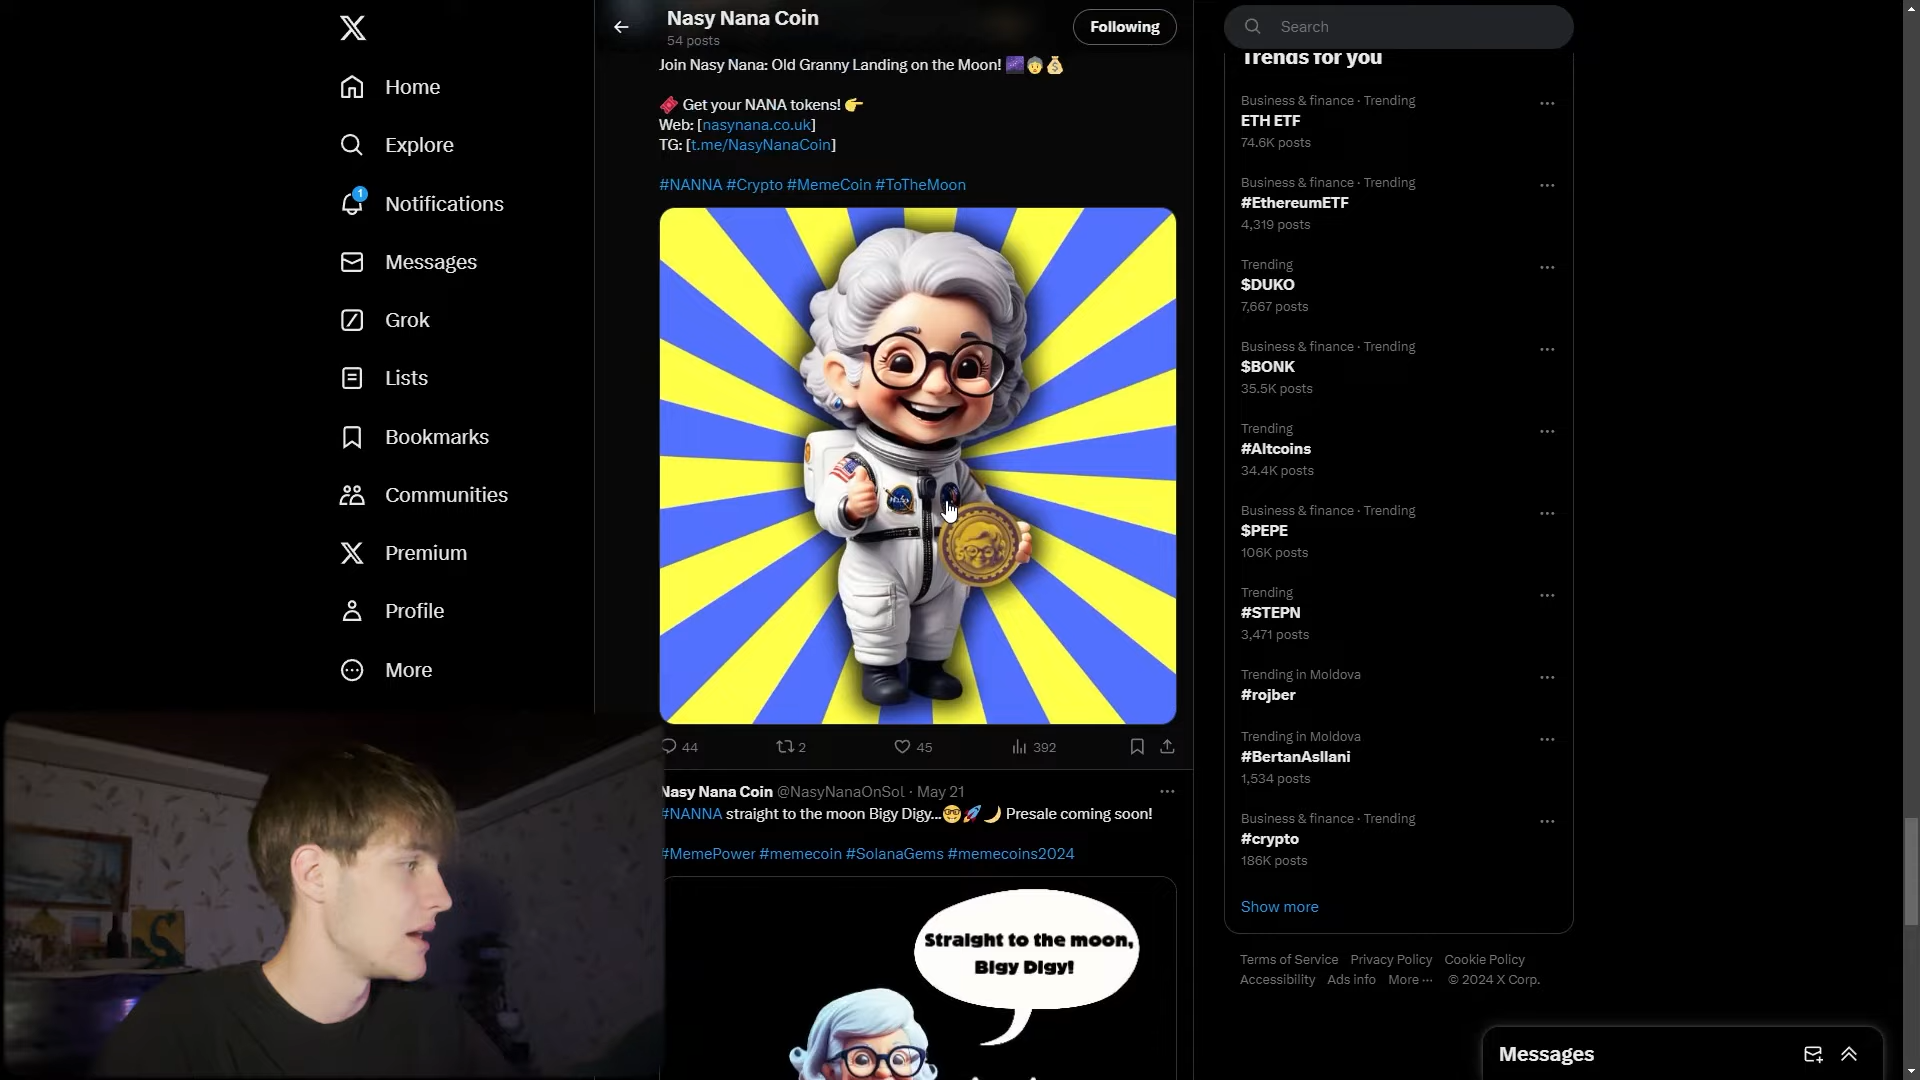 Home
Explore
1
Notifications
Messages
Grok
Lists
Bookmarks
Communities
Premium
Profile
More
Nasy Nana Coin
54 posts
Following
Join Nasy Nana: Old Granny Landing on the Moon! 🌌👵💰
🎟️ Get your NANA tokens! 👉
Web: [nasynana.co.uk]
TG: [t.me/NasyNanaCoin]
#NANNA #Crypto #MemeCoin #ToTheMoon
44
2
45
392
Nasy Nana Coin @NasyNanaOnSol · May 21
#NANNA straight to the moon Bigy Digy...🤓🚀🌙 Presale coming soon!
#MemePower #memecoin #SolanaGems #memecoins2024
Straight to the moon,
Bigy Digy!
Search
Trends for you
Business & finance · Trending
ETH ETF
74.6K posts
Business & finance · Trending
#EthereumETF
4,319 posts
Trending
$DUKO
7,667 posts
Business & finance · Trending
$BONK
35.5K posts
Trending
#Altcoins
34.4K posts
Business & finance · Trending
$PEPE
106K posts
Trending
#STEPN
3,471 posts
Trending in Moldova
#rojber
Trending in Moldova
#BertanAsllani
1,534 posts
Business & finance · Trending
#crypto
186K posts
Show more
Terms of Service Privacy Policy Cookie Policy
Accessibility Ads info More ··· © 2024 X Corp.
Messages